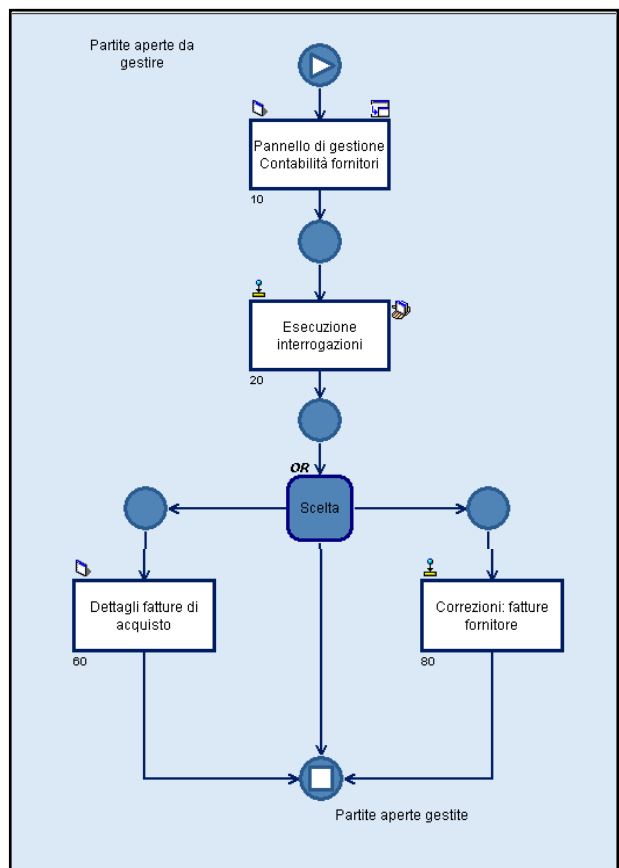 Partite aperte da
gestire
Pannello di gestione
Contabilità fornitori
10
Esecuzione
interrogazioni
20
OR
Scelta
Dettagli fatture di
acquisto
60
Correzioni: fatture
fornitore
80
Partite aperte gestite